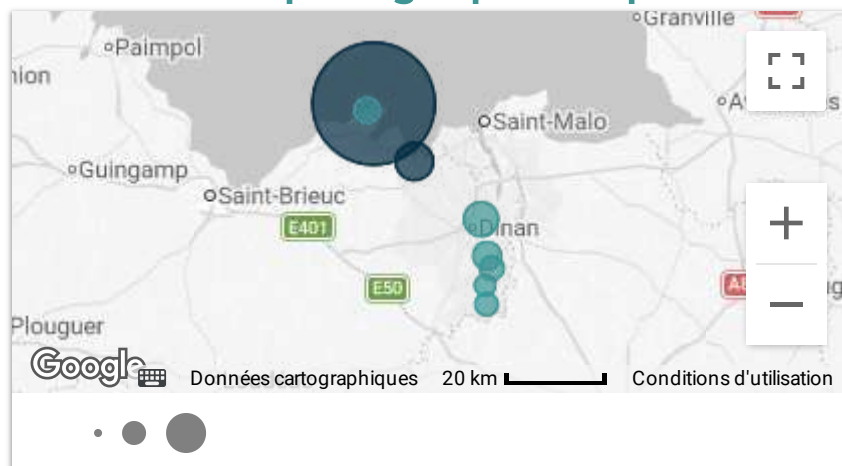 Granville
Paimpol
Saint-Malo
Guingamp
Saint-Brieuc
Dinan
E401
E50
Plouguer
Google
Données cartographiques
20 km
Conditions d'utilisation